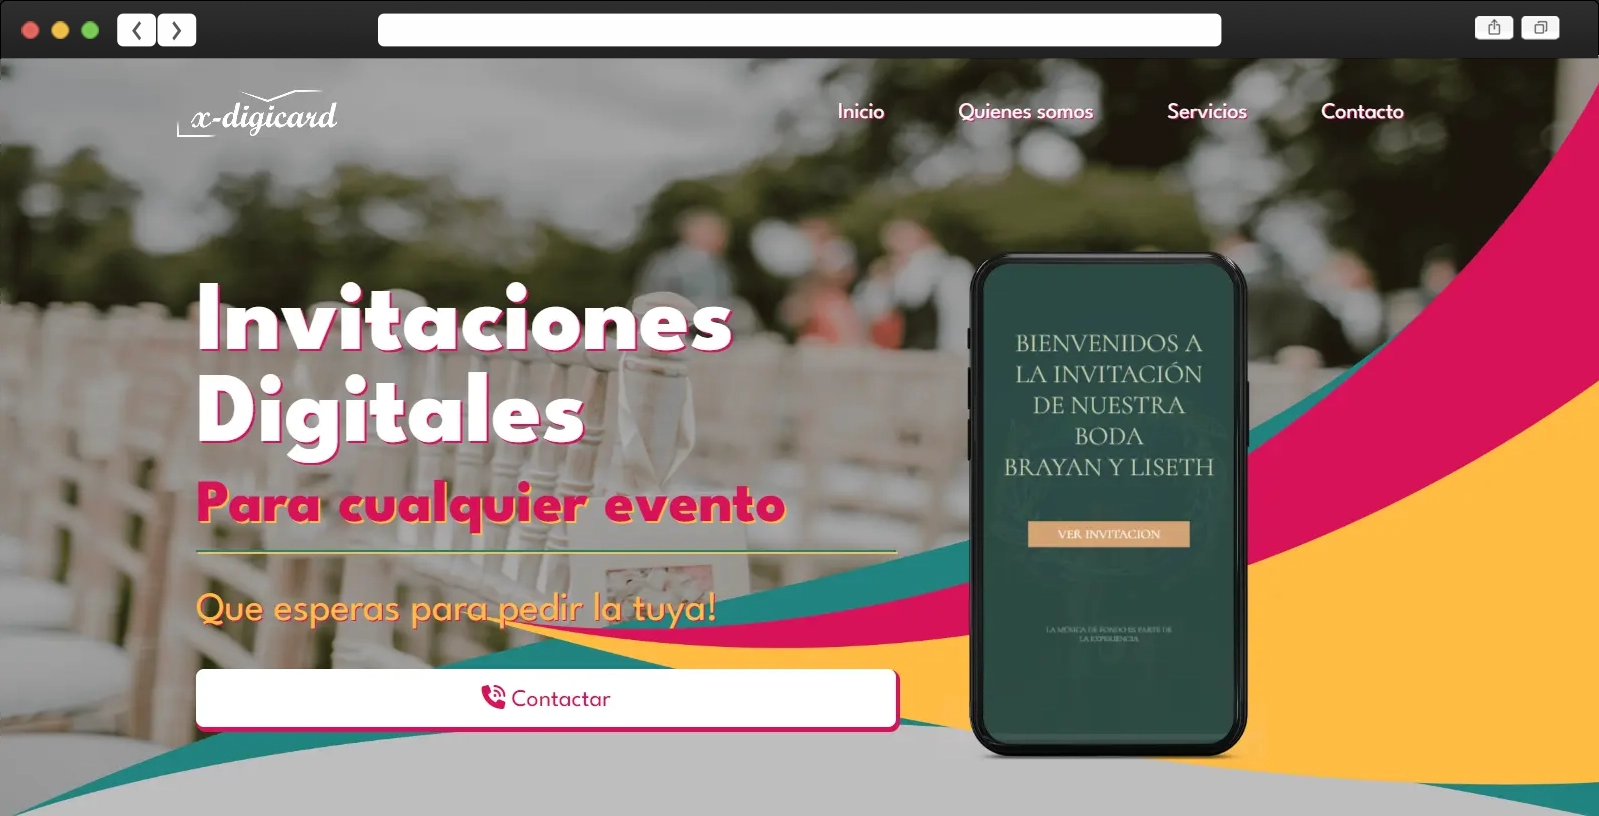 x-digicard
Inicio
Quienes somos
Servicios
Contacto
Invitaciones
Digitales
Para cualquier evento
Que esperas para pedir la tuya!
Contactar
BIENVENIDOS A
LA INVITACIÓN
DE NUESTRA
BODA
BRAYAN Y LISETH
VER INVITACION
LA MÚSICA DE FONDO ES PARTE DE
LA EXPERIENCIA